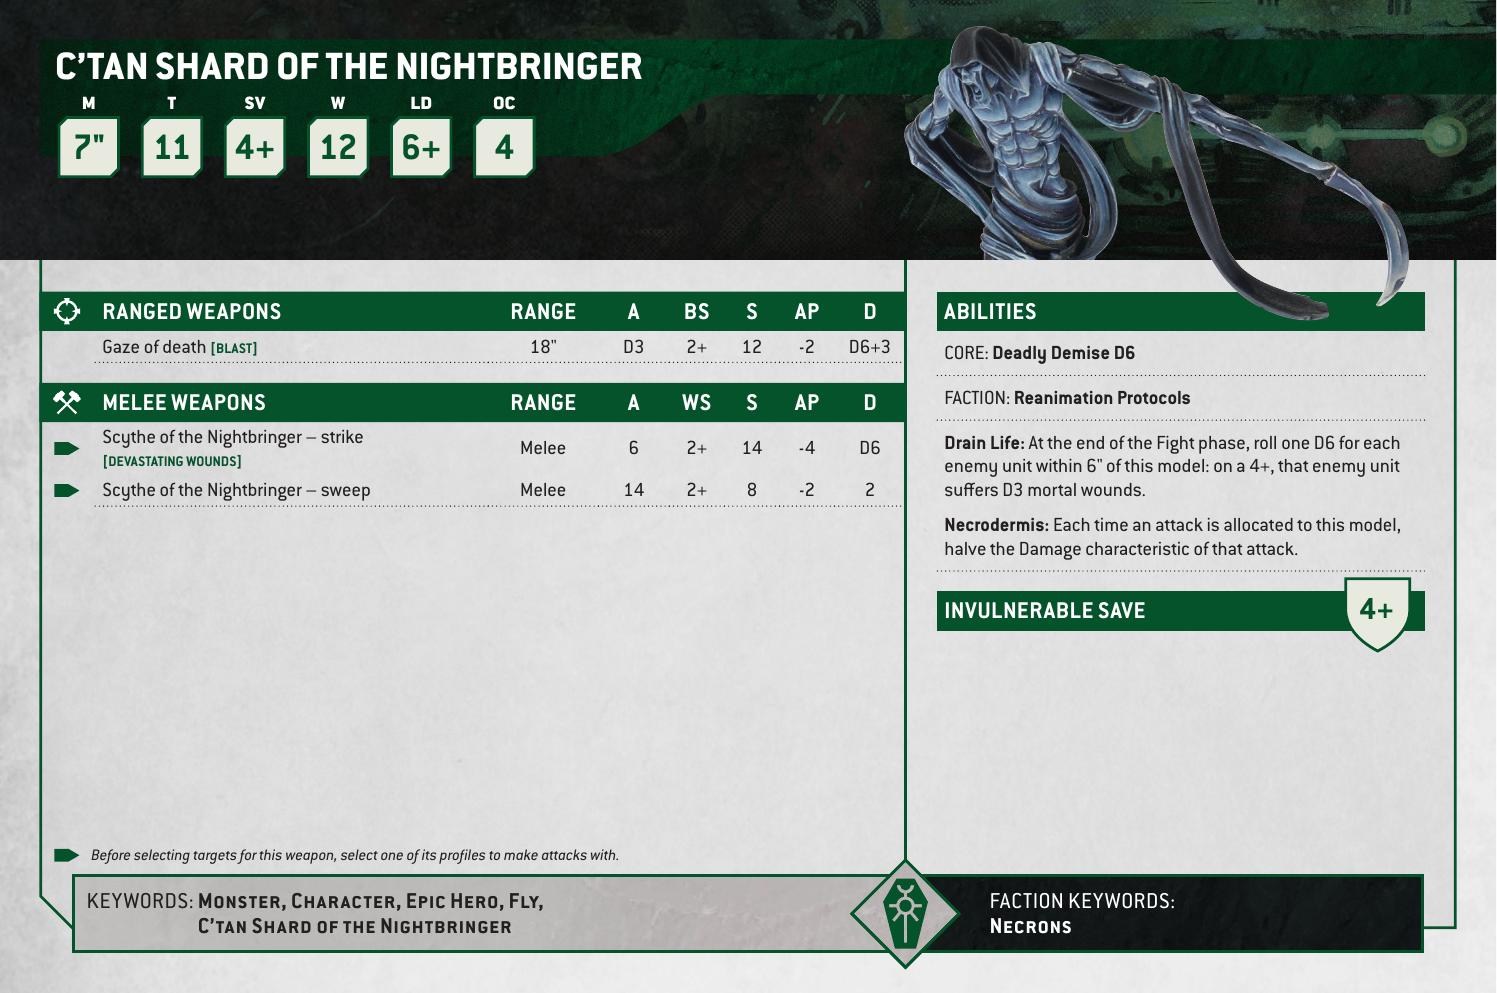 C'TAN SHARD OF THE NIGHTBRINGER
M T SV W LD OC
7" 11 4+ 12 6+ 4
RANGED WEAPONS RANGE A BS S AP D
Gaze of death [BLAST] 18" D3 2+ 12 -2 D6+3
MELEE WEAPONS RANGE A WS S AP D
Scythe of the Nightbringer – strike
[DEVASTATING WOUNDS] Melee 6 2+ 14 -4 D6
Scythe of the Nightbringer – sweep Melee 14 2+ 8 -2 2
Before selecting targets for this weapon, select one of its profiles to make attacks with.
ABILITIES
CORE: Deadly Demise D6
FACTION: Reanimation Protocols
Drain Life: At the end of the Fight phase, roll one D6 for each
enemy unit within 6" of this model: on a 4+, that enemy unit
suffers D3 mortal wounds.
Necrodermis: Each time an attack is allocated to this model,
halve the Damage characteristic of that attack.
INVULNERABLE SAVE 4+
KEYWORDS: MONSTER, CHARACTER, EPIC HERO, FLY,
C'TAN SHARD OF THE NIGHTBRINGER
FACTION KEYWORDS:
NECRONS